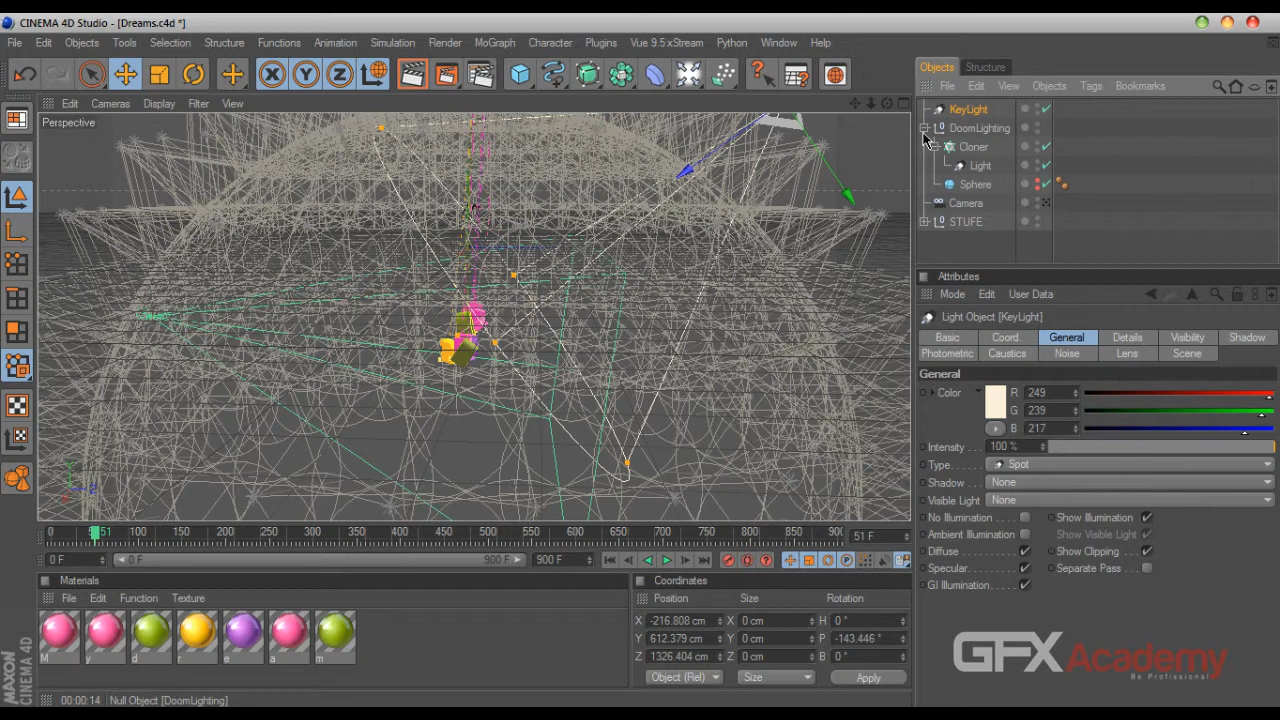 CINEMA 4D Studio - [Dreams.c4d *]
File Edit Objects Tools Selection Structure Functions Animation Simulation Render MoGraph Character Plugins Vue 9.5 xStream Python Window Help
Objects Structure
File Edit View Objects Tags Bookmarks
Edit Cameras Display Filter View
Perspective
KeyLight
DoomLighting
Cloner
Light
Sphere
Camera
STUFE
Attributes
Mode Edit User Data
Light Object [KeyLight]
Basic Coord General Details Visibility Shadow
Photometric Caustics Noise Lens Scene
General
Color R 249
G 239
B 217
Intensity 100 %
Type Spot
Shadow None
Visible Light None
No Illumination Show Illumination
Ambient Illumination Show Visible Light
Diffuse Show Clipping
Specular Separate Pass
GI Illumination
0 51 100 150 200 250 300 350 400 450 500 550 600 650 700 750 800 850 900 51 F
0 F 0 F 900 F 900 F
Materials
File Edit Function Texture
M y d r e a m
Coordinates
Position Size Rotation
X -216.808 cm X 0 cm H 0 °
Y 612.379 cm Y 0 cm P -143.446 °
Z 1326.404 cm Z 0 cm B 0 °
Object (Rel) Size Apply
MAXON CINEMA 4D
00:00:14 Null Object [DoomLighting]
GFX Academy
Be Profissional